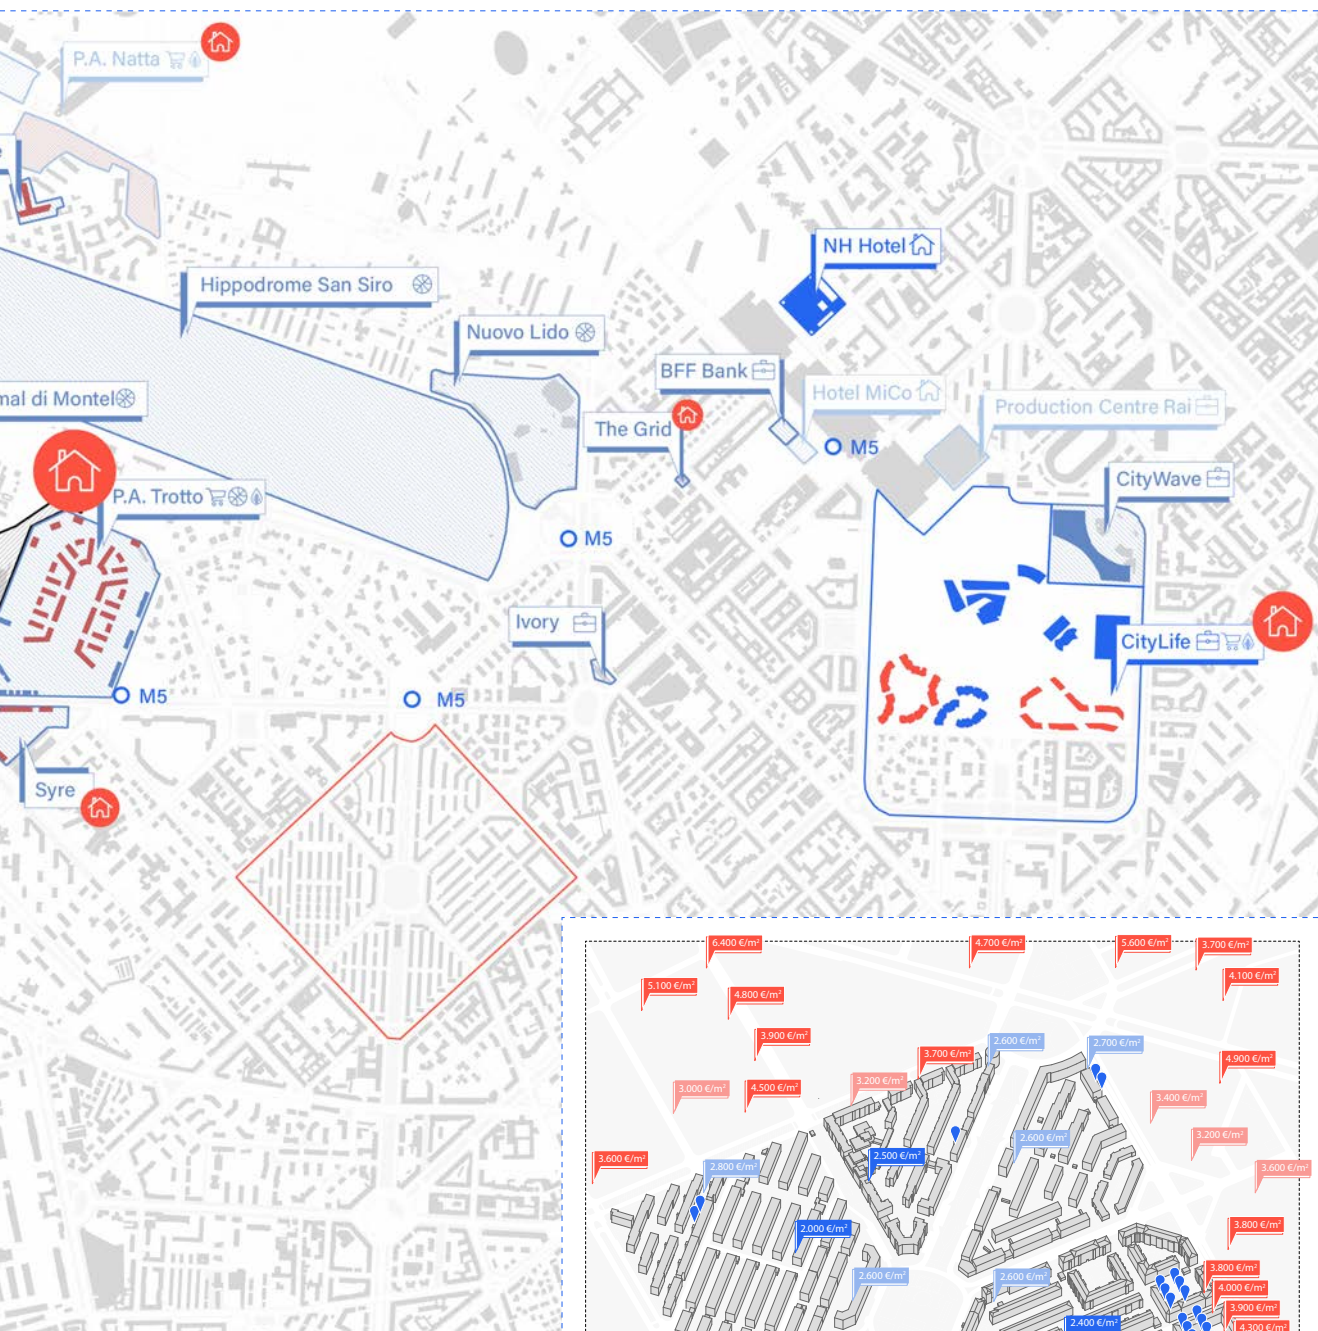 P.A. Natta
e
NH Hotel
Hippodrome San Siro
Nuovo Lido
BFF Bank
Hotel MiCo
mal di Montel
The Grid
Production Centre Rai
M5
CityWave
P.A. Trotto
M5
Ivory
CityLife
M5
M5
Syre
6.400 €/m²
4.700 €/m²
5.600 €/m²
3.700 €/m²
4.100 €/m²
5.100 €/m²
4.800 €/m²
3.900 €/m²
2.600 €/m²
2.700 €/m²
3.700 €/m²
4.900 €/m²
3.000 €/m²
4.500 €/m²
3.200 €/m²
3.400 €/m²
2.600 €/m²
3.200 €/m²
3.600 €/m²
2.800 €/m²
2.500 €/m²
3.600 €/m²
2.000 €/m²
3.800 €/m²
2.600 €/m²
2.600 €/m²
3.800 €/m²
4.000 €/m²
3.900 €/m²
2.400 €/m²
4.300 €/m²